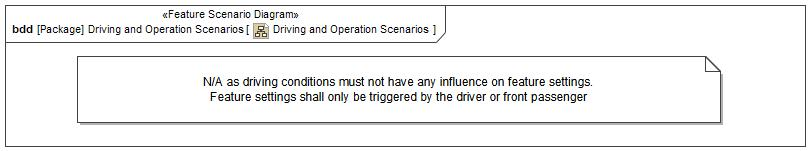 «Feature Scenario Diagram»
bdd [Package] Driving and Operation Scenarios [ Driving and Operation Scenarios ]
N/A as driving conditions must not have any influence on feature settings.
Feature settings shall only be triggered by the driver or front passenger